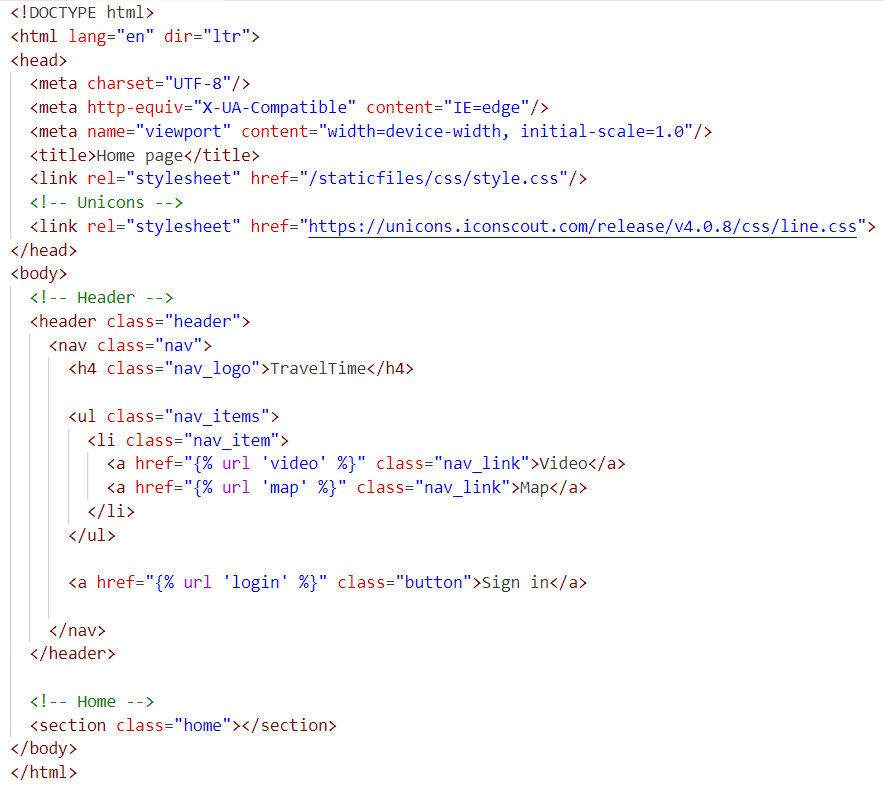 <!DOCTYPE html>
<html lang="en" dir="ltr">
<head>
  <meta charset="UTF-8"/>
  <meta http-equiv="X-UA-Compatible" content="IE=edge"/>
  <meta name="viewport" content="width=device-width, initial-scale=1.0"/>
  <title>Home page</title>
  <link rel="stylesheet" href="/staticfiles/css/style.css"/>
  <!-- Unicons -->
  <link rel="stylesheet" href="https://unicons.iconscout.com/release/v4.0.8/css/line.css">
</head>
<body>
  <!-- Header -->
  <header class="header">
    <nav class="nav">
      <h4 class="nav_logo">TravelTime</h4>

      <ul class="nav_items">
        <li class="nav_item">
          <a href="{% url 'video' %}" class="nav_link">Video</a>
          <a href="{% url 'map' %}" class="nav_link">Map</a>
        </li>
      </ul>

      <a href="{% url 'login' %}" class="button">Sign in</a>

    </nav>
  </header>

  <!-- Home -->
  <section class="home"></section>
</body>
</html>